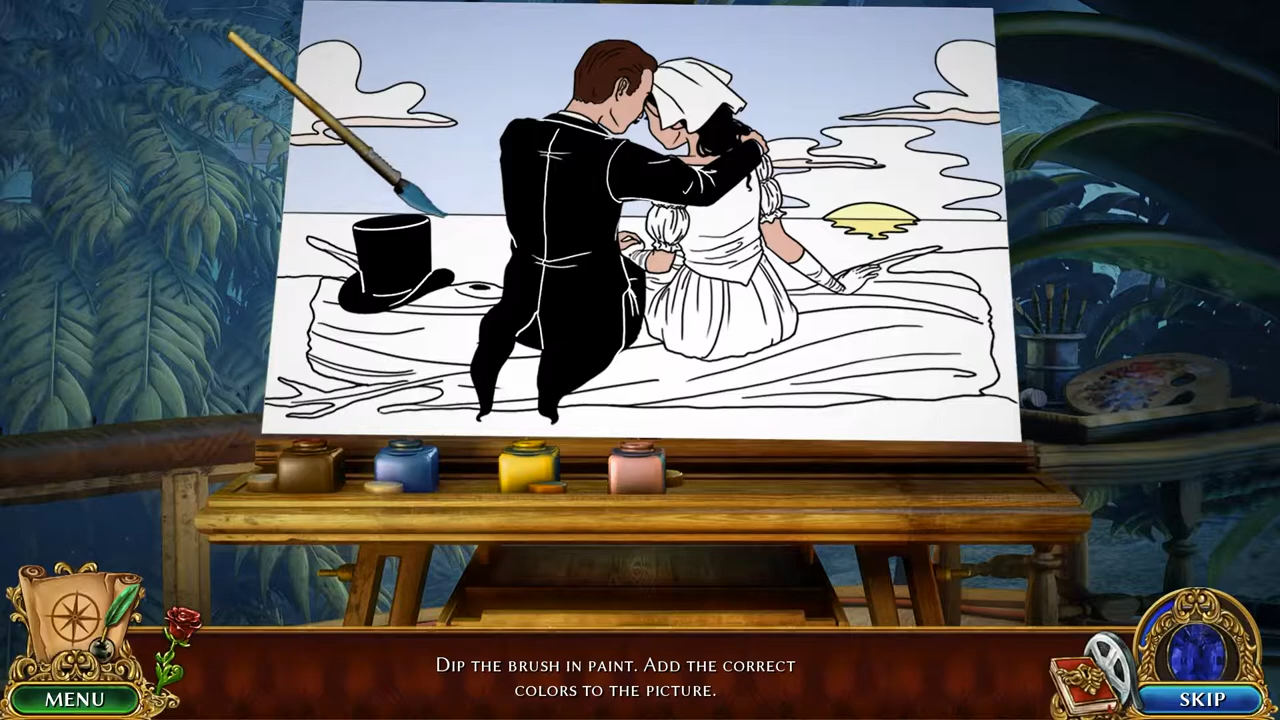 Dip the brush in paint. Add the correct
colors to the picture.
MENU
SKIP